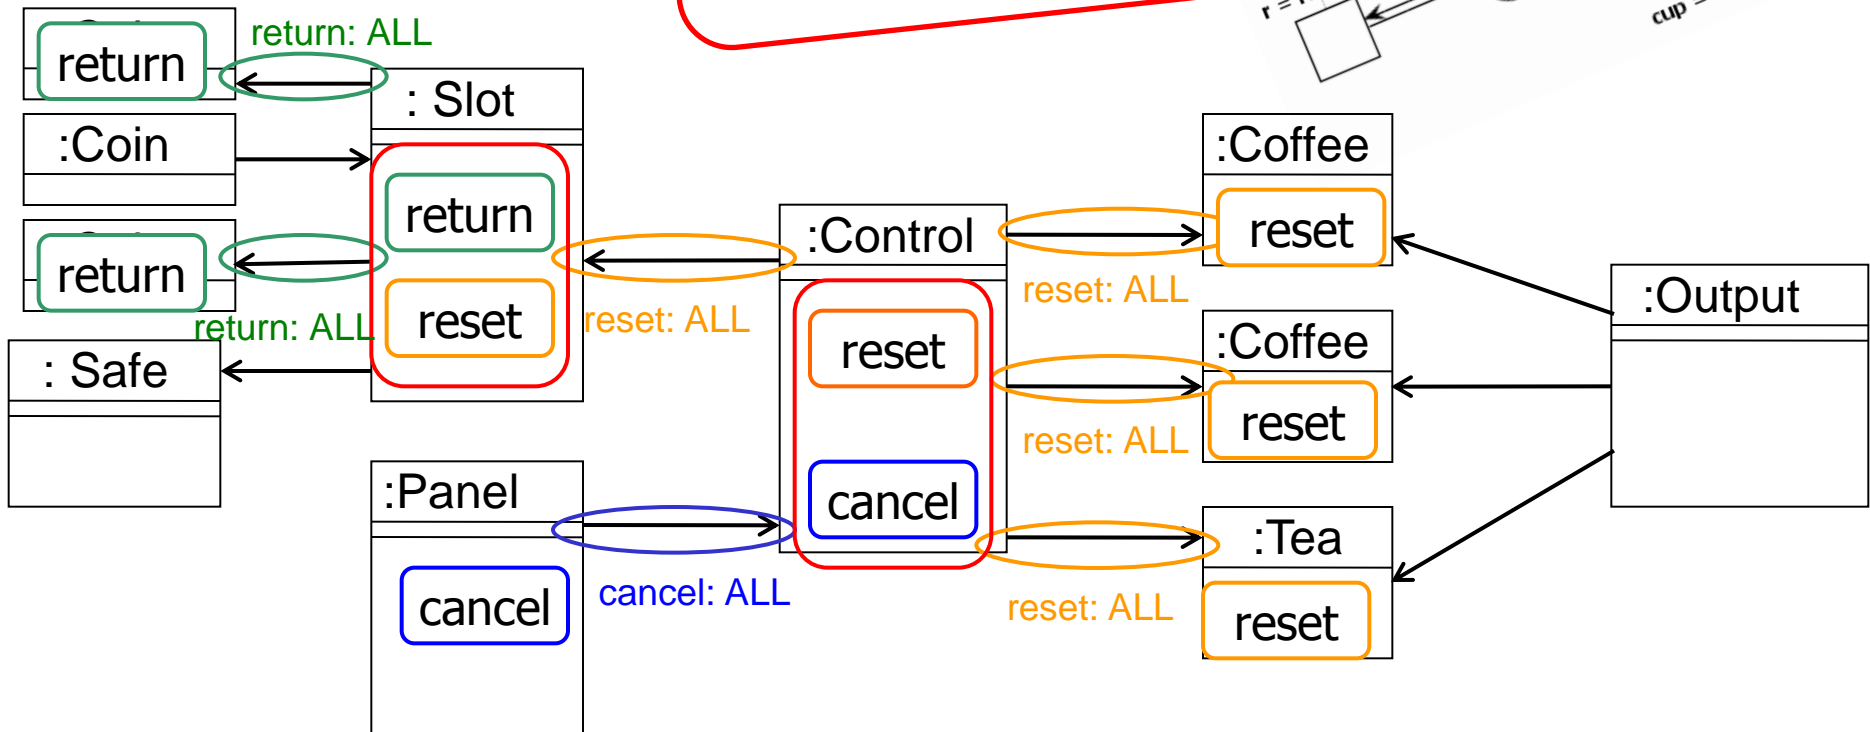 return
return: ALL
: Slot
:Coin
return
return
return: ALL
reset
reset: ALL
: Safe
:Panel
cancel
cancel: ALL
:Control
reset
cancel
reset: ALL
reset: ALL
reset: ALL
:Coffee
reset
:Coffee
reset
:Tea
reset
:Output
cup =